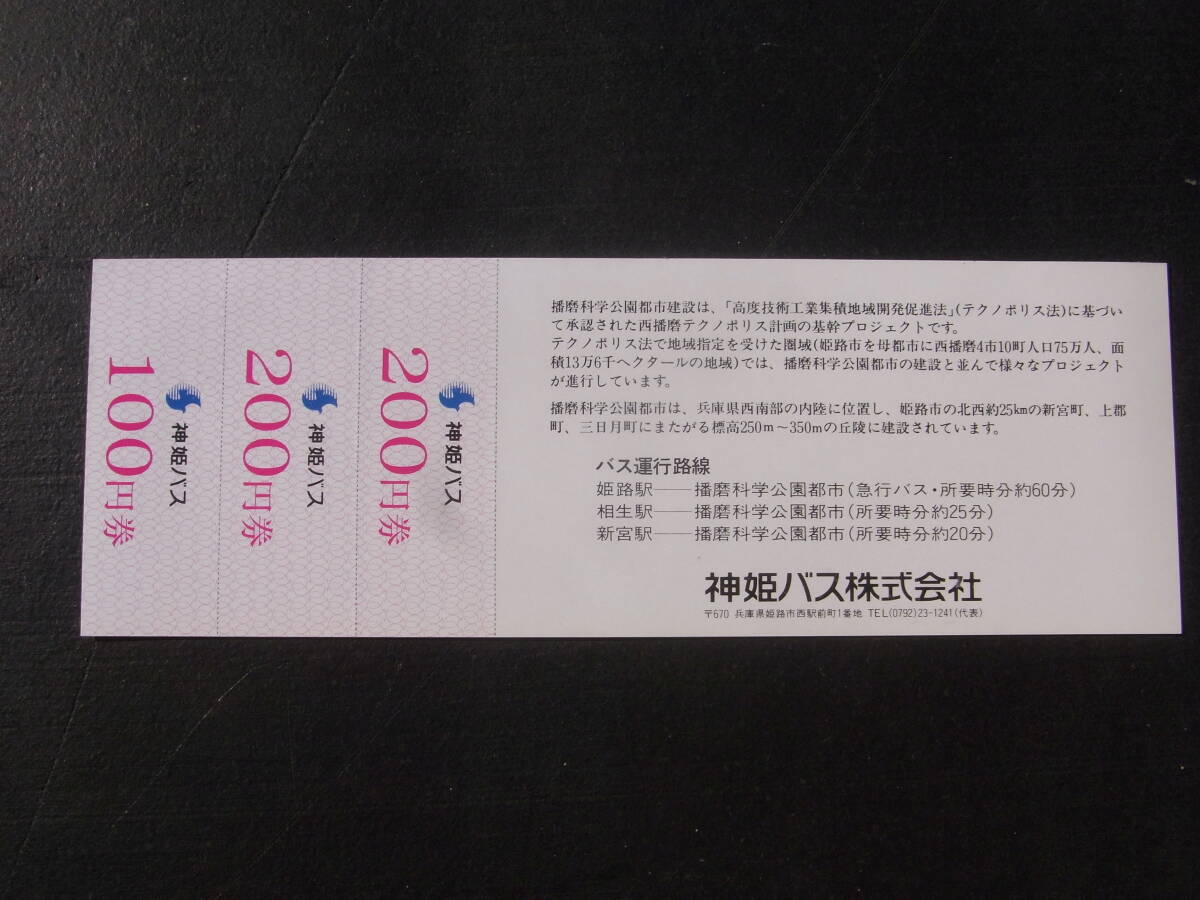 100円券
神姫バス
200円券
神姫バス
200円券
神姫バス
播磨科学公園都市建設は、「高度技術工業集積地域開発促進法」(テクノポリス法)に基づい
て承認された西播磨テクノポリス計画の基幹プロジェクトです。
テクノポリス法で地域指定を受けた圏域(姫路市を母都市に西播磨4市10町人口75万人、面
積13万6千ヘクタールの地域)では、播磨科学公園都市の建設と並んで様々なプロジェクト
が進行しています。
播磨科学公園都市は、兵庫県西南部の内陸に位置し、姫路市の北西約25kmの新宮町、上郡
町、三日月町にまたがる標高250m〜350mの丘陵に建設されています。
バス運行路線
姫路駅──播磨科学公園都市(急行バス・所要時分約60分)
相生駅──播磨科学公園都市(所要時分約25分)
新宮駅──播磨科学公園都市(所要時分約20分)
神姫バス株式会社
〒670 兵庫県姫路市西駅前町1番地 TEL(0792)23-1241(代表)